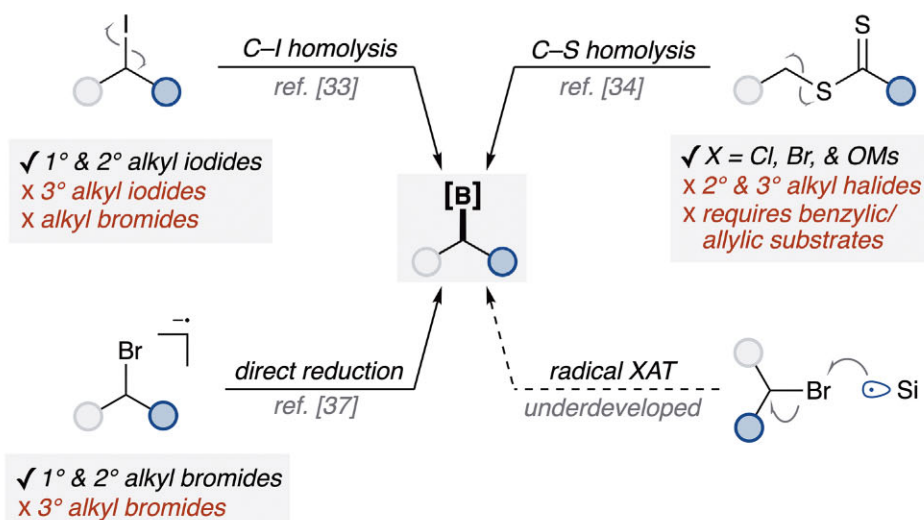 I
C–I homolysis
ref. [33]
✓ 1° & 2° alkyl iodides
x 3° alkyl iodides
x alkyl bromides
C–S homolysis
ref. [34]
S
S
✓ X = Cl, Br, & OMs
x 2° & 3° alkyl halides
x requires benzylic/
allylic substrates
[B]
Br
–•
direct reduction
ref. [37]
✓ 1° & 2° alkyl bromides
x 3° alkyl bromides
radical XAT
underdeveloped
Br
Si